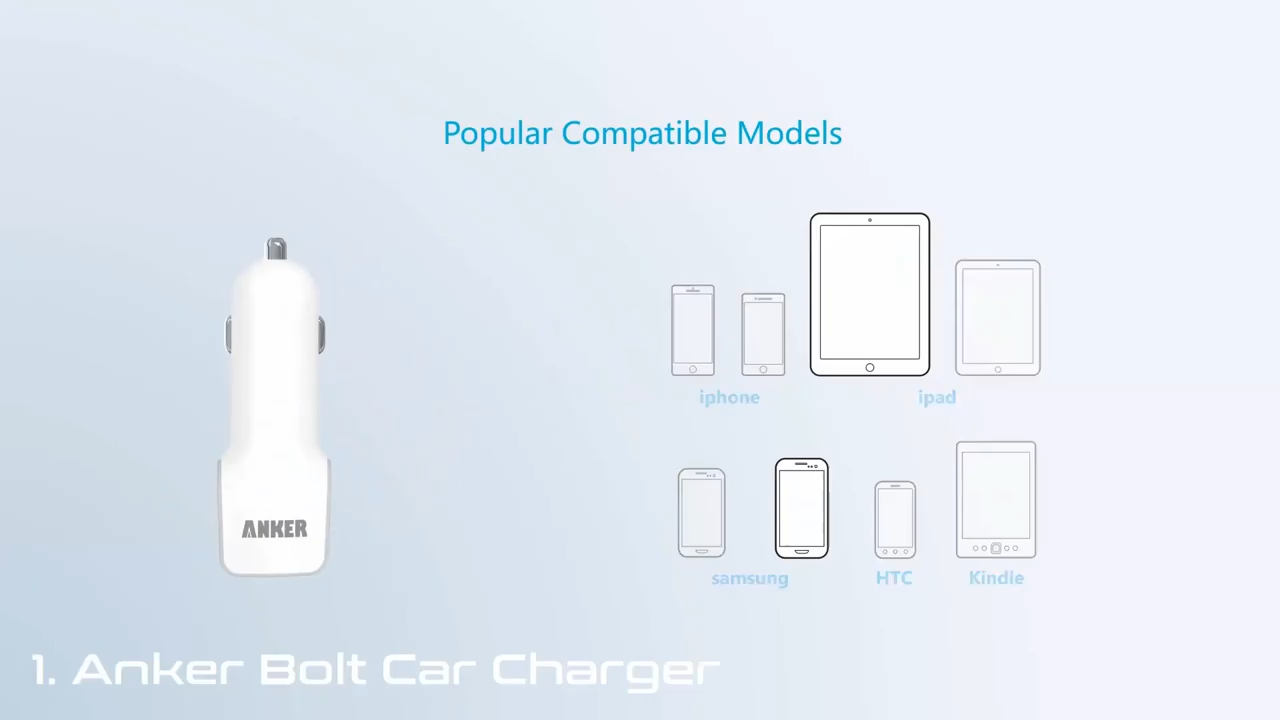 Popular Compatible Models
iphone
ipad
ANKER
samsung
HTC
Kindle
1. Anker Bolt Car Charger